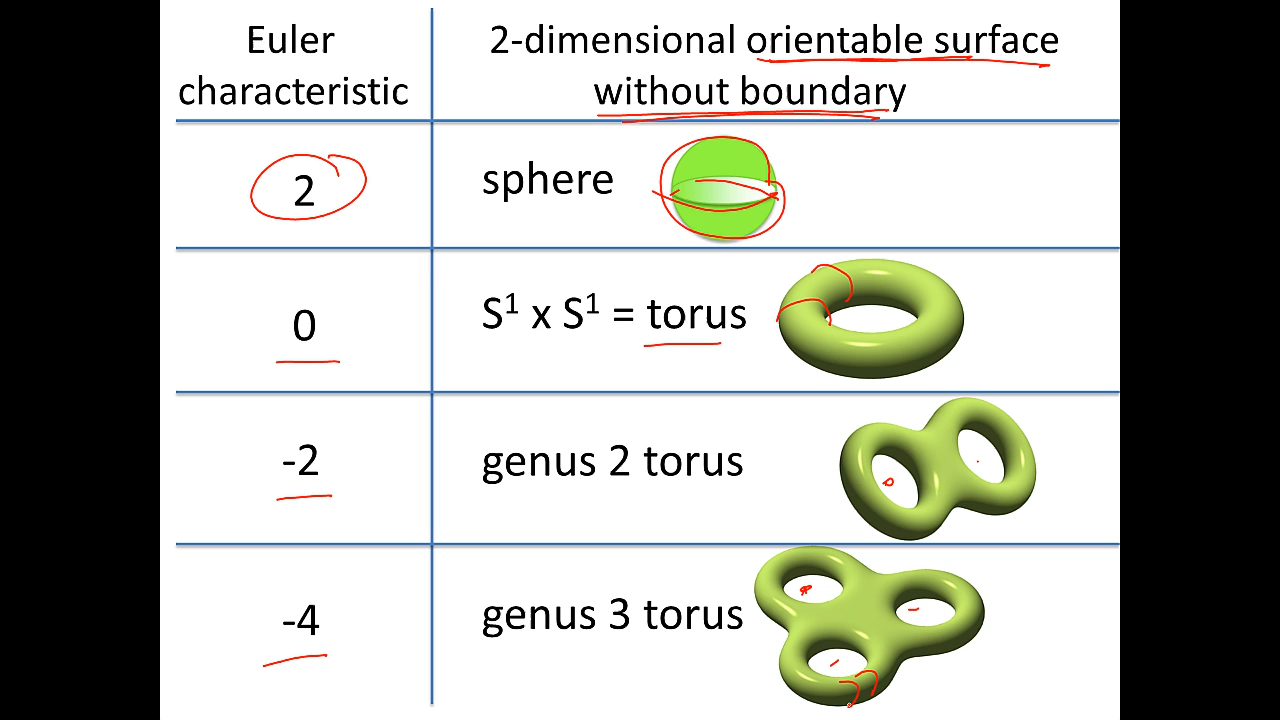 Euler
characteristic
2-dimensional orientable surface
without boundary
2
sphere
0
S¹ x S¹ = torus
-2
genus 2 torus
-4
genus 3 torus